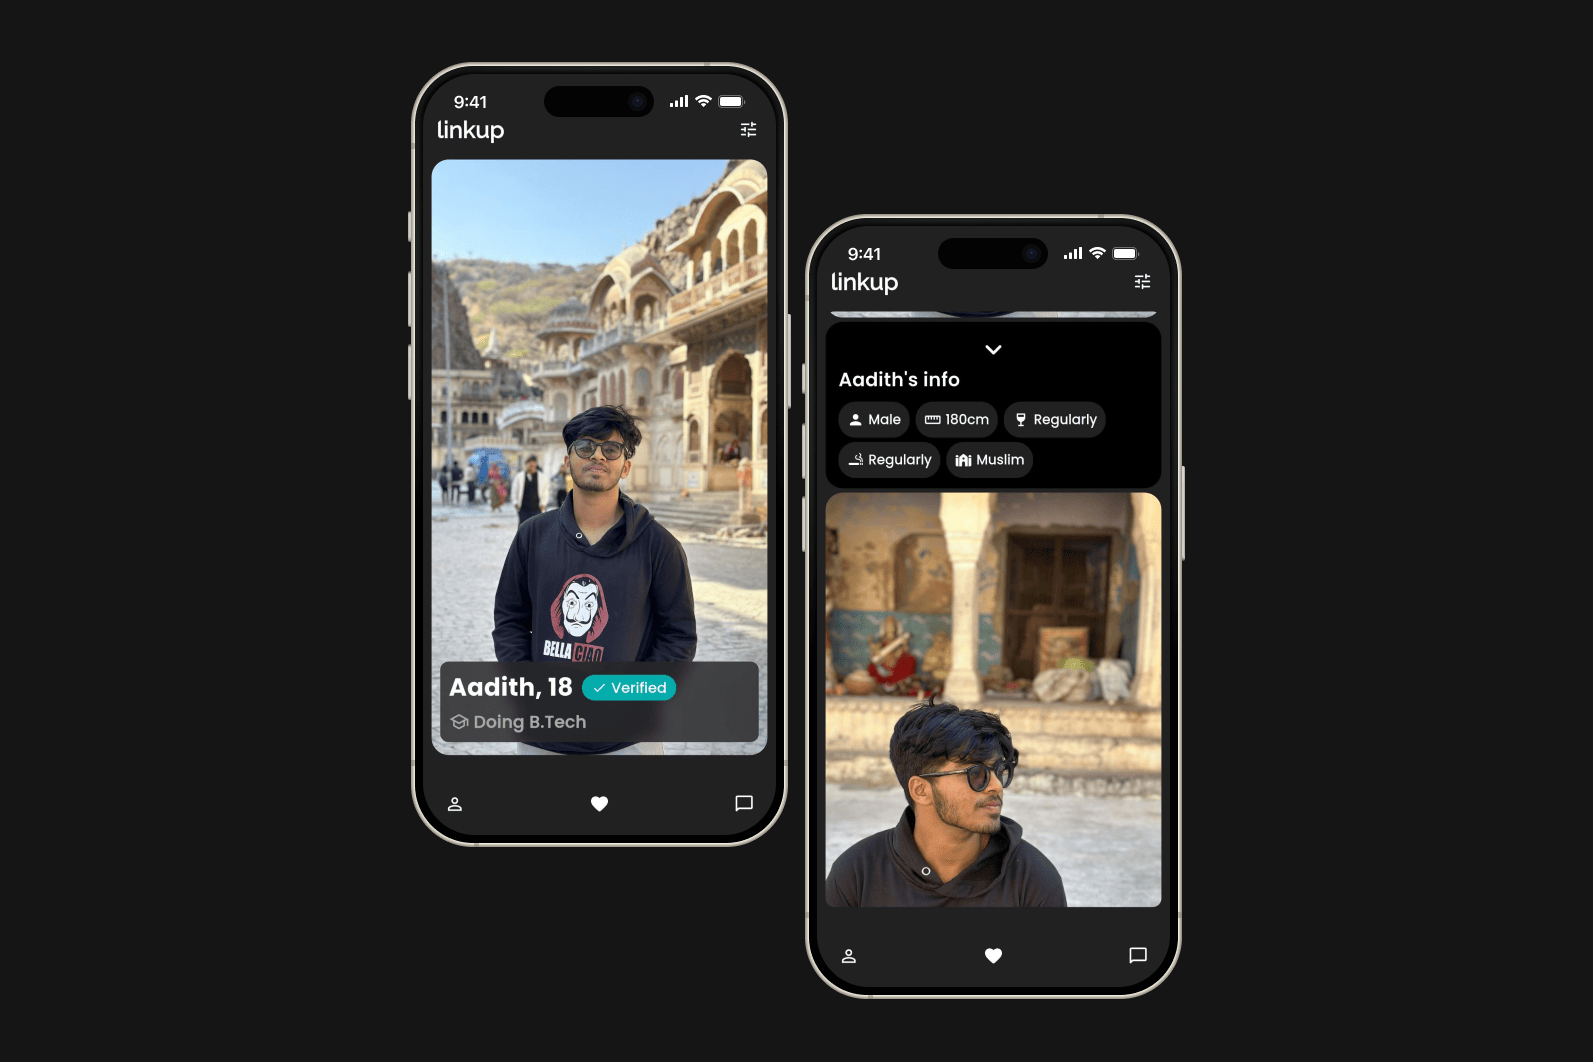 9:41
linkup
BELLA CIAO
Aadith, 18
Verified
Doing B.Tech
9:41
linkup
Aadith's info
Male
180cm
Regularly
Regularly
Muslim